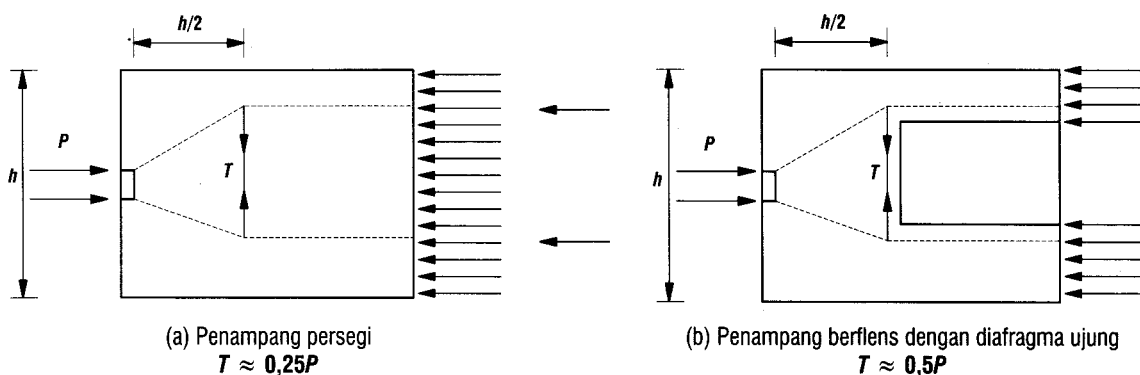 h/2
h
P
T
(a) Penampang persegi
T ≈ 0,25P
h/2
h
P
T
(b) Penampang berflens dengan diafragma ujung
T ≈ 0,5P